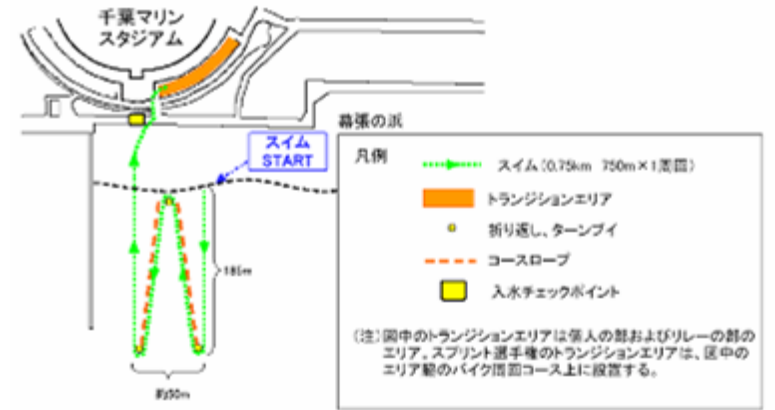 千葉マリン
スタジアム
幕張の浜
スイム
START
凡例
スイム(0.75km 750m×1周回)
トランジションエリア
折り返し、ターンブイ
コースロープ
入水チェックポイント
185m
約50m
(注)図中のトランジションエリアは個人の部およびリレーの部の
エリア。スプリント選手権のトランジションエリアは、図中の
エリア脇のバイク周回コース上に設置する。